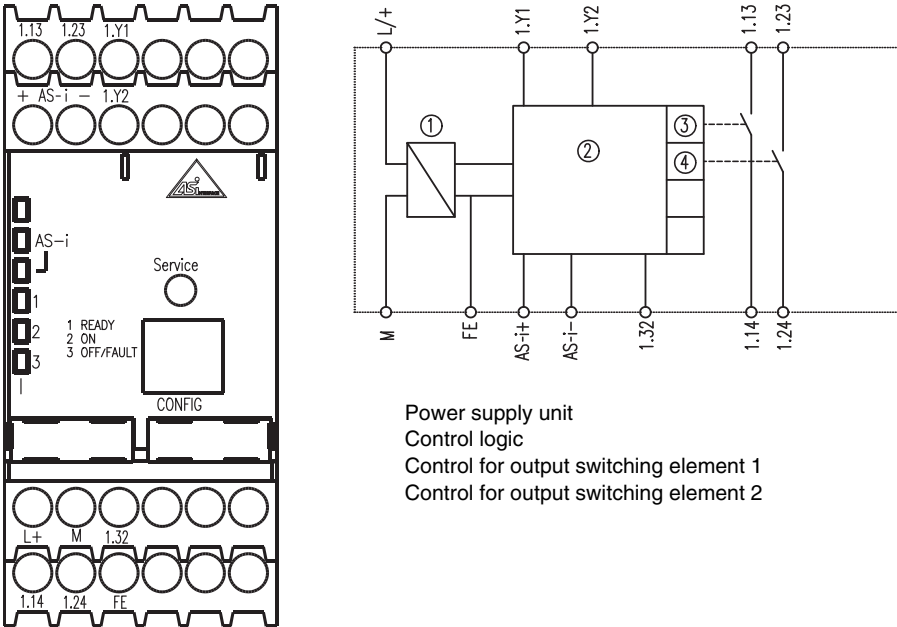 1.13 1.23 1.Y1
+ AS-i – 1.Y2
ASi INTERFACE
AS-i
1
2
3
1 READY
2 ON
3 OFF/FAULT
Service
CONFIG
L+ M 1.32
1.14 1.24 FE
L/+ 1.Y1 1.Y2 1.13 1.23
①
②
③
④
M FE AS-i+ AS-i– 1.32 1.14 1.24
Power supply unit
Control logic
Control for output switching element 1
Control for output switching element 2